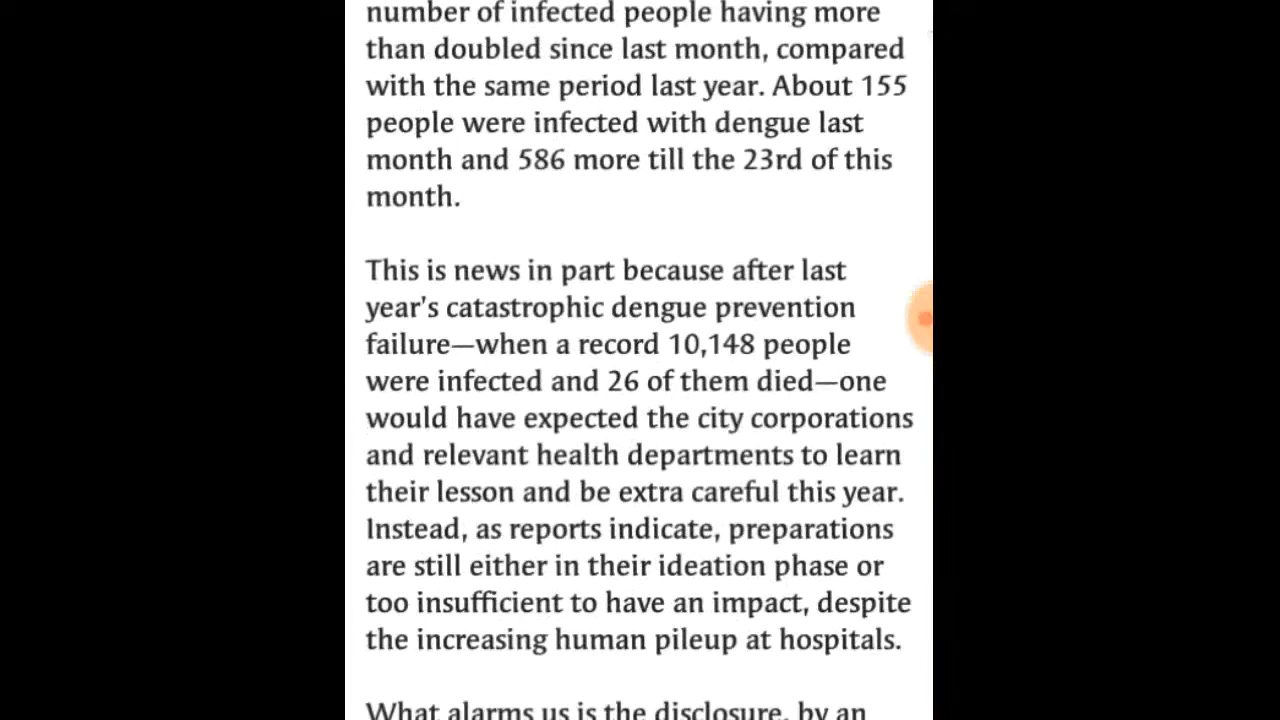 number of infected people having more
than doubled since last month, compared
with the same period last year. About 155
people were infected with dengue last
month and 586 more till the 23rd of this
month.
This is news in part because after last
year's catastrophic dengue prevention
failure—when a record 10,148 people
were infected and 26 of them died—one
would have expected the city corporations
and relevant health departments to learn
their lesson and be extra careful this year.
Instead, as reports indicate, preparations
are still either in their ideation phase or
too insufficient to have an impact, despite
the increasing human pileup at hospitals.
What alarms us is the disclosure, by an